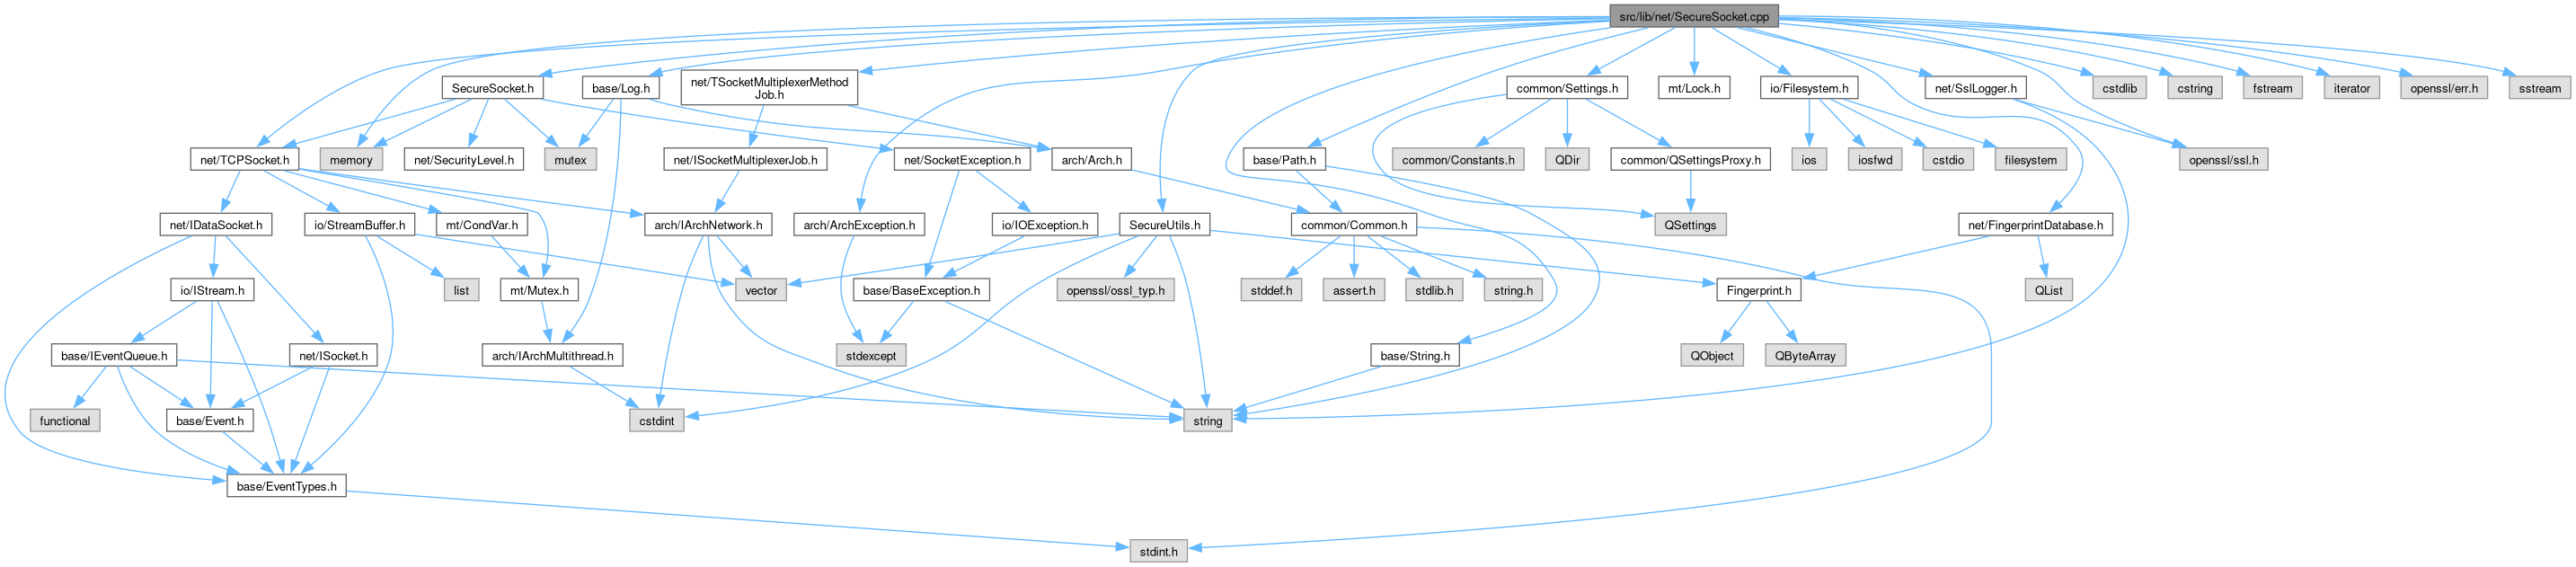 src/lib/net/SecureSocket.cpp
SecureSocket.h
base/Log.h
net/TSocketMultiplexerMethod
Job.h
common/Settings.h
mt/Lock.h
io/Filesystem.h
net/SslLogger.h
cstdlib
cstring
fstream
iterator
openssl/err.h
sstream
net/TCPSocket.h
memory
net/SecurityLevel.h
mutex
net/ISocketMultiplexerJob.h
net/SocketException.h
arch/Arch.h
base/Path.h
common/Constants.h
QDir
common/QSettingsProxy.h
ios
iosfwd
cstdio
filesystem
openssl/ssl.h
net/IDataSocket.h
io/StreamBuffer.h
mt/CondVar.h
arch/IArchNetwork.h
arch/ArchException.h
io/IOException.h
SecureUtils.h
common/Common.h
QSettings
net/FingerprintDatabase.h
io/IStream.h
list
mt/Mutex.h
vector
base/BaseException.h
openssl/ossl_typ.h
stddef.h
assert.h
stdlib.h
string.h
Fingerprint.h
QList
base/IEventQueue.h
net/ISocket.h
arch/IArchMultithread.h
stdexcept
base/String.h
QObject
QByteArray
functional
base/Event.h
cstdint
string
base/EventTypes.h
stdint.h